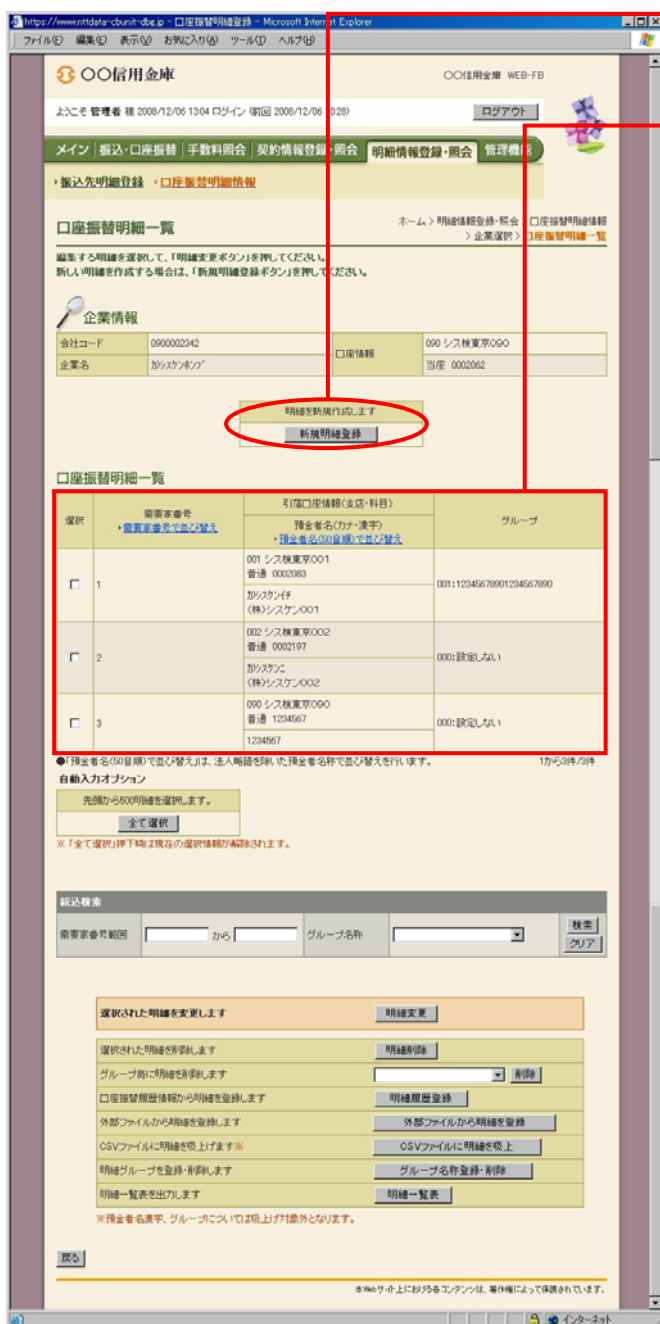 https://www.nttdata-cbunit-dbc.jp - 口座振替明細登録 - Microsoft Internet Explorer
ファイル(F) 編集(E) 表示(V) お気に入り(A) ツール(T) ヘルプ(H)
〇〇信用金庫
〇〇信用金庫 WEB-FB
ようこそ 管理者 様 2008/12/06 1304 ログイン (前回 2008/12/06
ログアウト
メイン 振込・口座振替 手数料照会 契約情報登録・照会 明細情報登録・照会 管理機能
振込先明細登録 口座振替明細情報
口座振替明細一覧
ホーム > 明細情報登録・照会 > 口座振替明細情報
> 企業選択 > 口座振替明細一覧
編集する明細を選択して、「明細変更ボタン」を押してください。
新しい明細を作成する場合は、「新規明細登録ボタン」を押してください。
企業情報
会社コード 0900002342 口座情報 090 シス検東京090
企業名 カ)シスケンホンプ 当座 0002062
明細を新規作成します
新規明細登録
口座振替明細一覧
選択 需要家番号 引落口座情報(支店・科目) グループ
需要家番号で並び替え 預金者名(カナ・漢字)
預金者名(50音順)で並び替え
1 001 シス検東京001
普通 0002083 001:12345678901234567890
カ)シスケンイチ
(株)シスケン001
2 002 シス検東京002
普通 0002197 000:設定しない
カ)シスケンニ
(株)シスケン002
3 090 シス検東京090
普通 1234567 000:設定しない
1234567
●「預金者名(50音順)で並び替え」は、法人略語を除いた預金者名称で並び替えを行います。 1から3件/3件
自動入力オプション
先頭から500明細を選択します。
全て選択
※「全て選択」押下時は現在の選択情報が解除されます。
絞込検索
需要家番号範囲 から グループ名称 検索
クリア
選択された明細を変更します 明細変更
選択された明細を削除します 明細削除
グループ毎に明細を削除します 削除
口座振替履歴情報から明細を登録します 明細履歴登録
外部ファイルから明細を登録します 外部ファイルから明細を登録
CSVファイルに明細を吸上げます※ CSVファイルに明細を吸上
明細グループを登録・削除します グループ名称登録・削除
明細一覧表を出力します 明細一覧表
※預金者名漢字、グループについては吸上げ対象外となります。
戻る
本Webサイト上における各コンテンツは、著作権によって保護されています。
インターネット